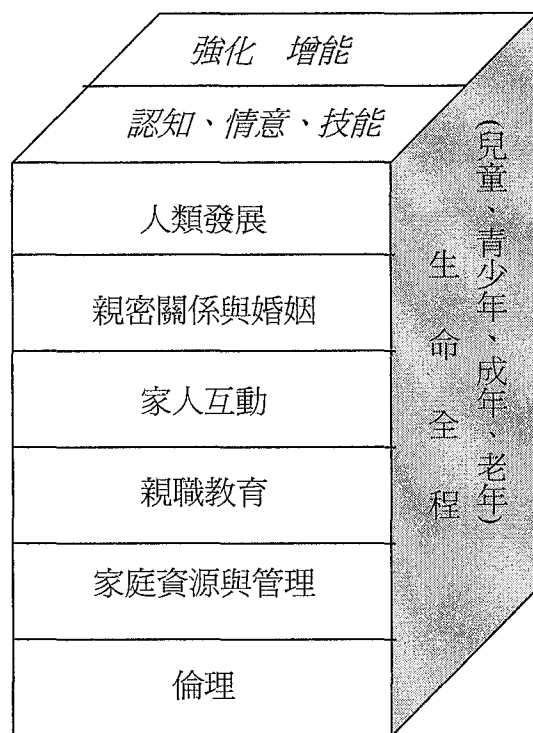 強化 增能
認知、情意、技能
人類發展
親密關係與婚姻
家人互動
親職教育
家庭資源與管理
倫理
生命全程
(兒童、青少年、成年、老年)